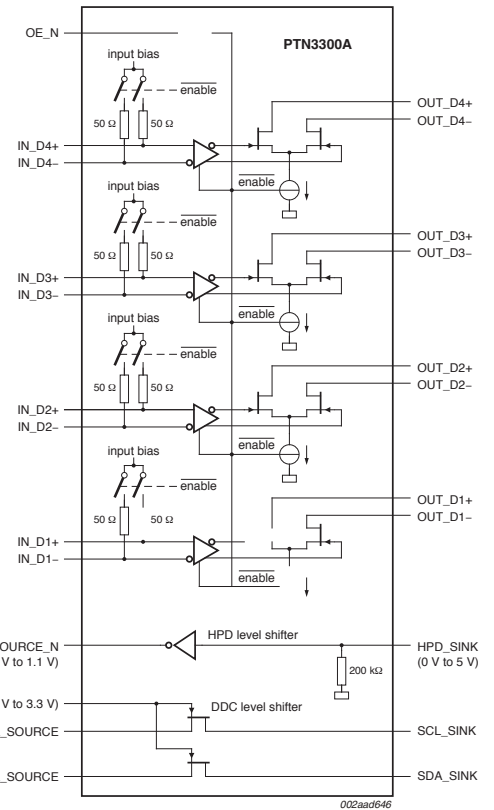 OE_N
PTN3300A
input bias
enable
50 Ω 50 Ω
OUT_D4+
OUT_D4−
IN_D4+
IN_D4−
enable
input bias
enable
50 Ω 50 Ω
OUT_D3+
OUT_D3−
IN_D3+
IN_D3−
enable
input bias
enable
50 Ω 50 Ω
OUT_D2+
OUT_D2−
IN_D2+
IN_D2−
enable
input bias
enable
50 Ω 50 Ω
OUT_D1+
OUT_D1−
IN_D1+
IN_D1−
enable
HPD level shifter
OURCE_N
V to 1.1 V)
HPD_SINK
(0 V to 5 V)
200 kΩ
V to 3.3 V)
DDC level shifter
_SOURCE
SCL_SINK
_SOURCE
SDA_SINK
002aad646